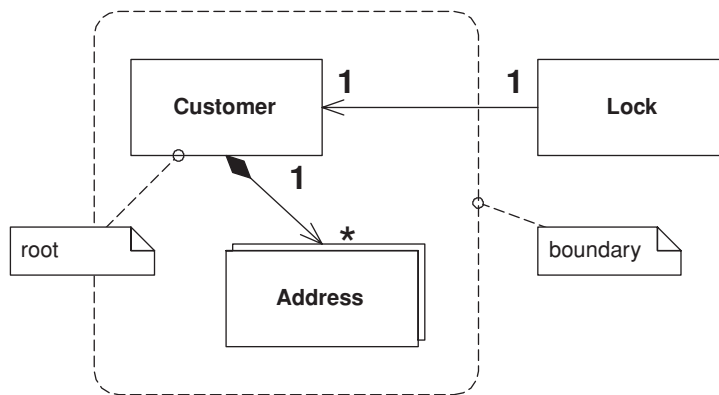 1
1
Customer
Lock
1
root
*
boundary
Address